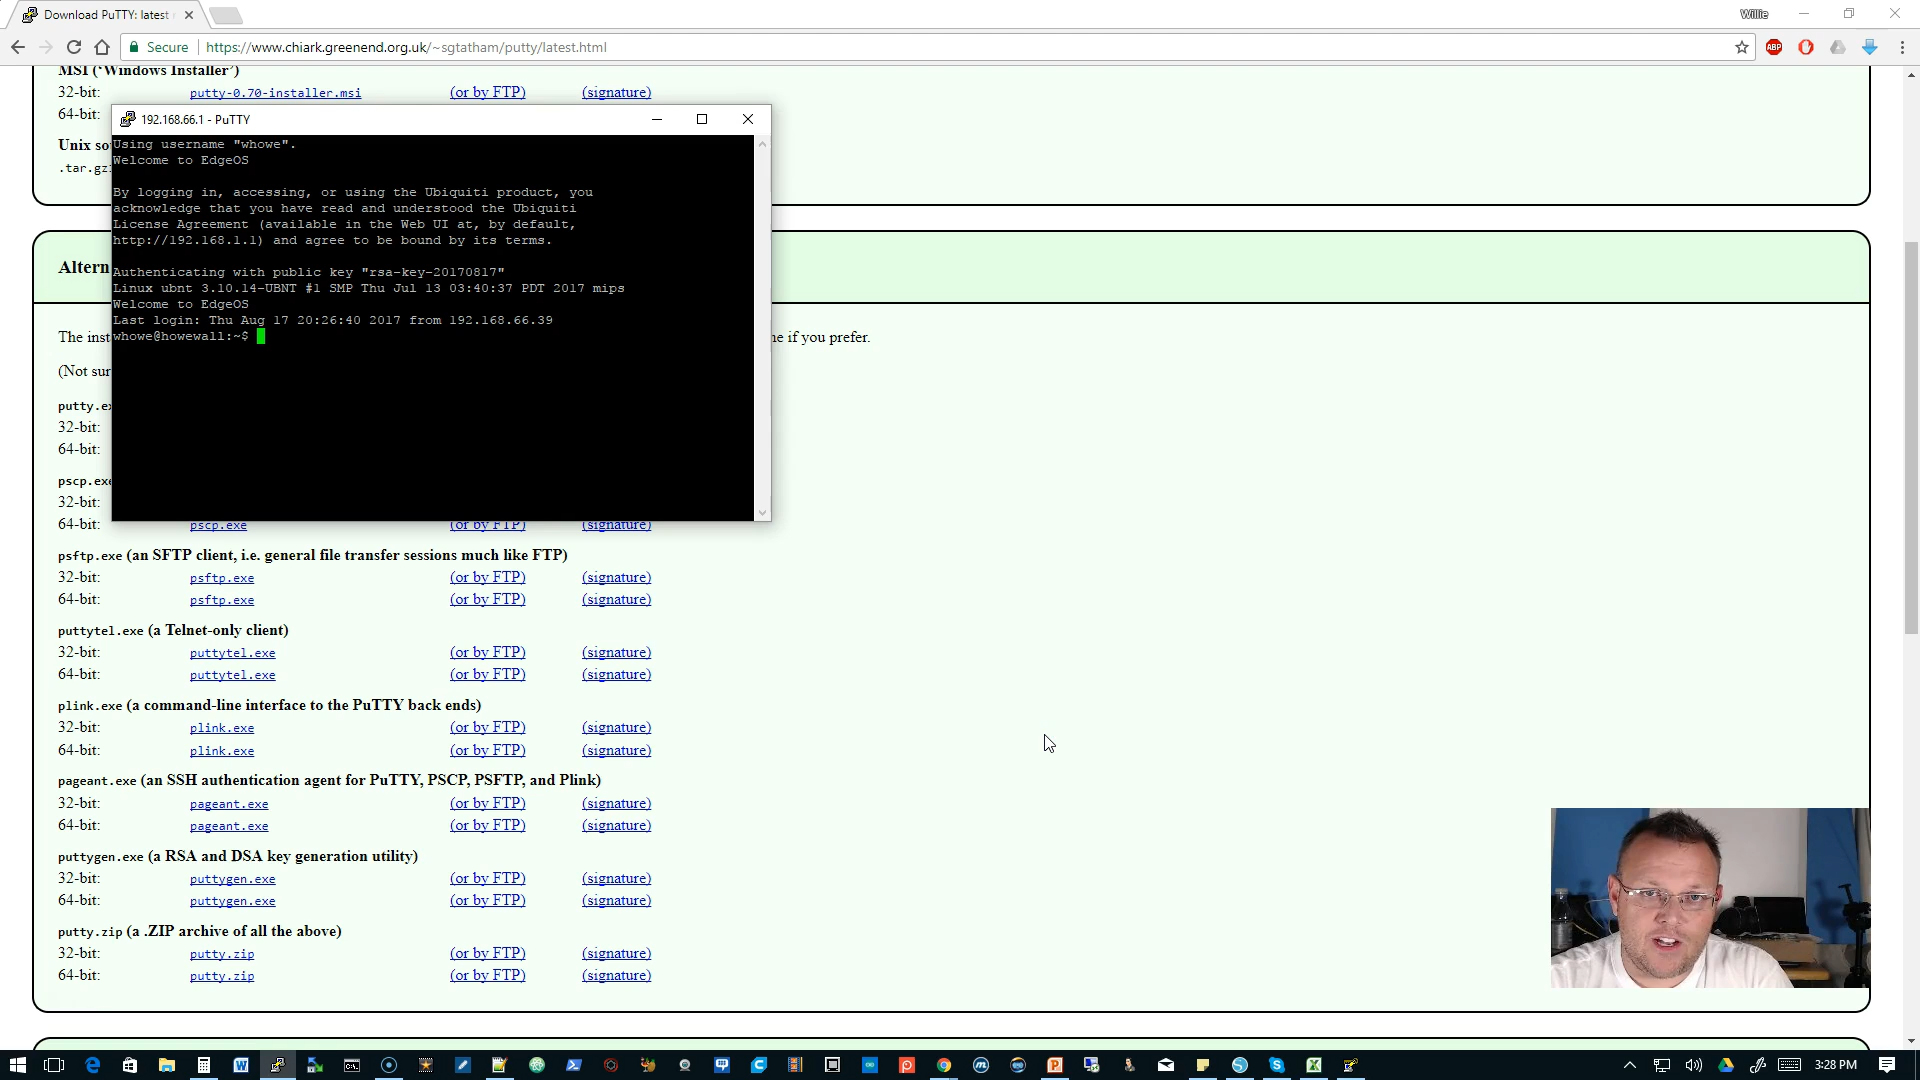 Download PuTTY: latest
Willie
Secure
https://www.chiark.greenend.org.uk/~sgtatham/putty/latest.html
ABP
MSI ('Windows Installer')
32-bit: putty-0.70-installer.msi (or by FTP) (signature)
64-bit:
192.168.66.1 - PuTTY
Unix so
.tar.gz
Using username "whowe".
Welcome to EdgeOS
By logging in, accessing, or using the Ubiquiti product, you
acknowledge that you have read and understood the Ubiquiti
License Agreement (available in the Web UI at, by default,
http://192.168.1.1) and agree to be bound by its terms.
Authenticating with public key "rsa-key-20170817"
Linux ubnt 3.10.14-UBNT #1 SMP Thu Jul 13 03:40:37 PDT 2017 mips
Welcome to EdgeOS
Last login: Thu Aug 17 20:26:40 2017 from 192.168.66.39
whowe@howewall:~$
Altern
The inst
ne if you prefer.
(Not sur
putty.ex
32-bit:
64-bit:
pscp.exe
32-bit:
64-bit: pscp.exe (or by FTP) (signature)
psftp.exe (an SFTP client, i.e. general file transfer sessions much like FTP)
32-bit: psftp.exe (or by FTP) (signature)
64-bit: psftp.exe (or by FTP) (signature)
puttytel.exe (a Telnet-only client)
32-bit: puttytel.exe (or by FTP) (signature)
64-bit: puttytel.exe (or by FTP) (signature)
plink.exe (a command-line interface to the PuTTY back ends)
32-bit: plink.exe (or by FTP) (signature)
64-bit: plink.exe (or by FTP) (signature)
pageant.exe (an SSH authentication agent for PuTTY, PSCP, PSFTP, and Plink)
32-bit: pageant.exe (or by FTP) (signature)
64-bit: pageant.exe (or by FTP) (signature)
puttygen.exe (a RSA and DSA key generation utility)
32-bit: puttygen.exe (or by FTP) (signature)
64-bit: puttygen.exe (or by FTP) (signature)
putty.zip (a .ZIP archive of all the above)
32-bit: putty.zip (or by FTP) (signature)
64-bit: putty.zip (or by FTP) (signature)
3:28 PM